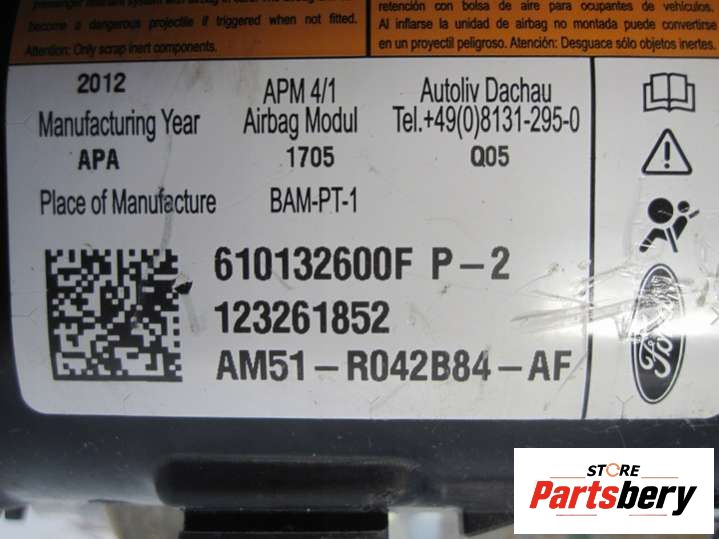 become a dangerous projectile if triggered when not fitted.
Attention: Only scrap inert components.
retención con bolsa de aire para ocupantes de vehículos.
Al inflarse la unidad de airbag no montada puede convertirse
en un proyectil peligroso. Atención: Desguace sólo objetos inertes.
2012
Manufacturing Year
APA
Place of Manufacture
APM 4/1
Airbag Modul
1705
BAM-PT-1
Autoliv Dachau
Tel.+49(0)8131-295-0
Q05
610132600F P-2
123261852
AM51-R042B84-AF
Ford
STORE
Partsbery